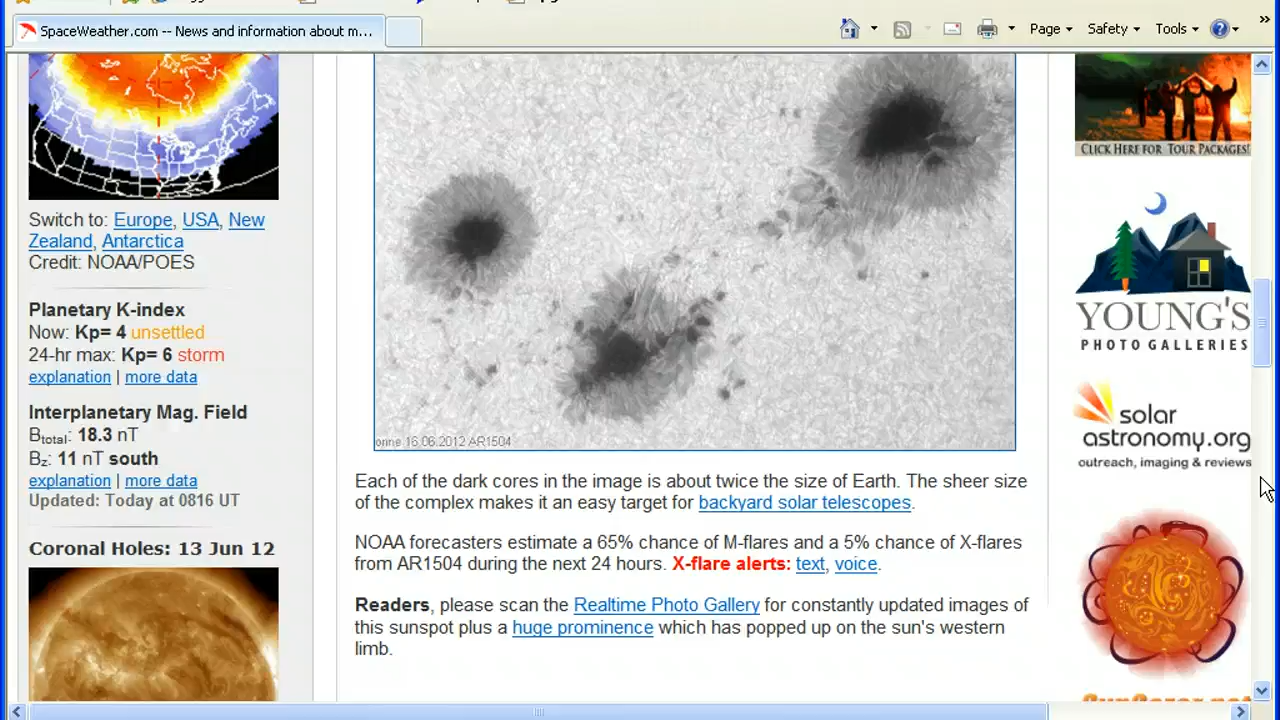 SpaceWeather.com -- News and information about m...
Page
Safety
Tools
Switch to: Europe, USA, New
Zealand, Antarctica
Credit: NOAA/POES
Planetary K-index
Now: Kp= 4 unsettled
24-hr max: Kp= 6 storm
explanation | more data
Interplanetary Mag. Field
Btotal: 18.3 nT
Bz: 11 nT south
explanation | more data
Updated: Today at 0816 UT
Coronal Holes: 13 Jun 12
onne 16.06.2012 AR1504
Each of the dark cores in the image is about twice the size of Earth. The sheer size
of the complex makes it an easy target for backyard solar telescopes.
NOAA forecasters estimate a 65% chance of M-flares and a 5% chance of X-flares
from AR1504 during the next 24 hours. X-flare alerts: text, voice.
Readers, please scan the Realtime Photo Gallery for constantly updated images of
this sunspot plus a huge prominence which has popped up on the sun's western
limb.
CLICK HERE FOR TOUR PACKAGES!
YOUNG'S
PHOTO GALLERIES
solar
astronomy.org
outreach, imaging & reviews